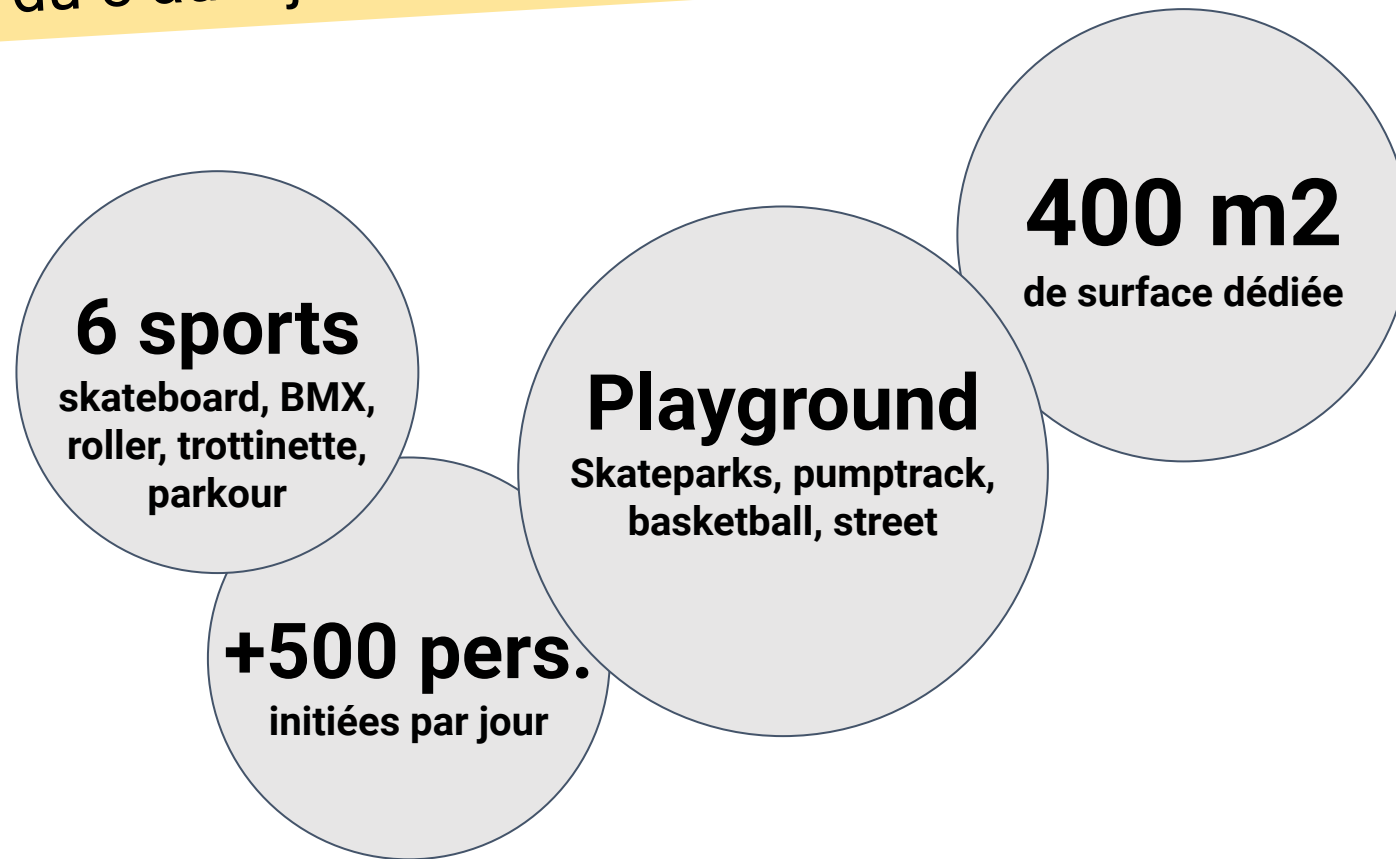 du
6 sports
skateboard, BMX,
roller, trottinette,
parkour
+500 pers.
initiées par jour
Playground
Skateparks, pumptrack,
basketball, street
400 m2
de surface dédiée